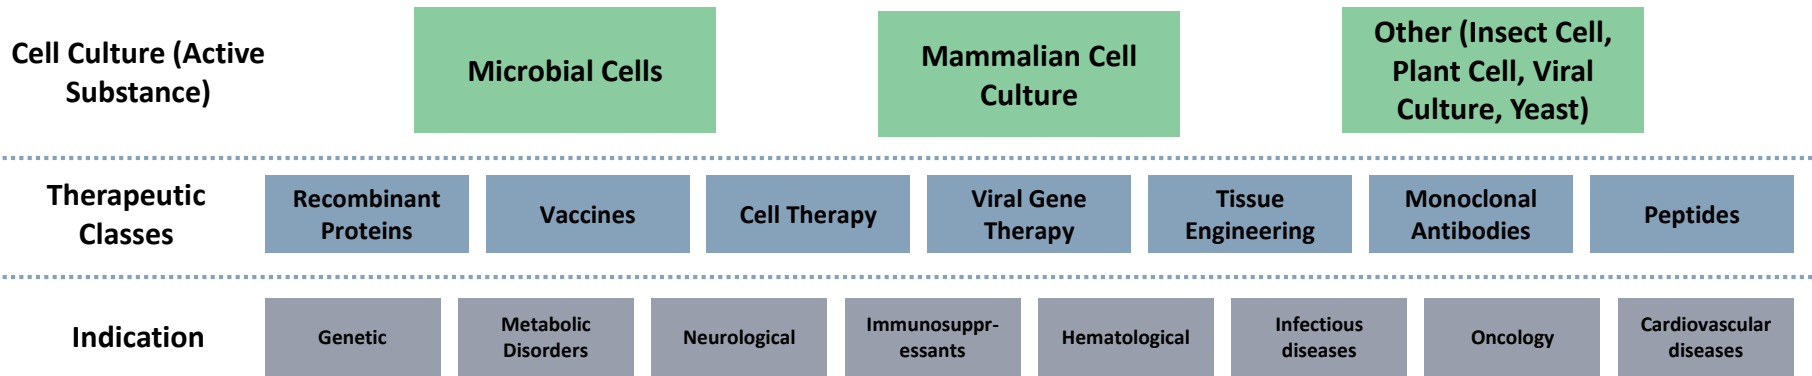 Cell Culture (Active
Substance)
Microbial Cells
Mammalian Cell
Culture
Other (Insect Cell,
Plant Cell, Viral
Culture, Yeast)
Therapeutic
Classes
Recombinant
Proteins
Vaccines
Cell Therapy
Viral Gene
Therapy
Tissue
Engineering
Monoclonal
Antibodies
Peptides
Indication
Genetic
Metabolic
Disorders
Neurological
Immunosuppr-
essants
Hematological
Infectious
diseases
Oncology
Cardiovascular
diseases